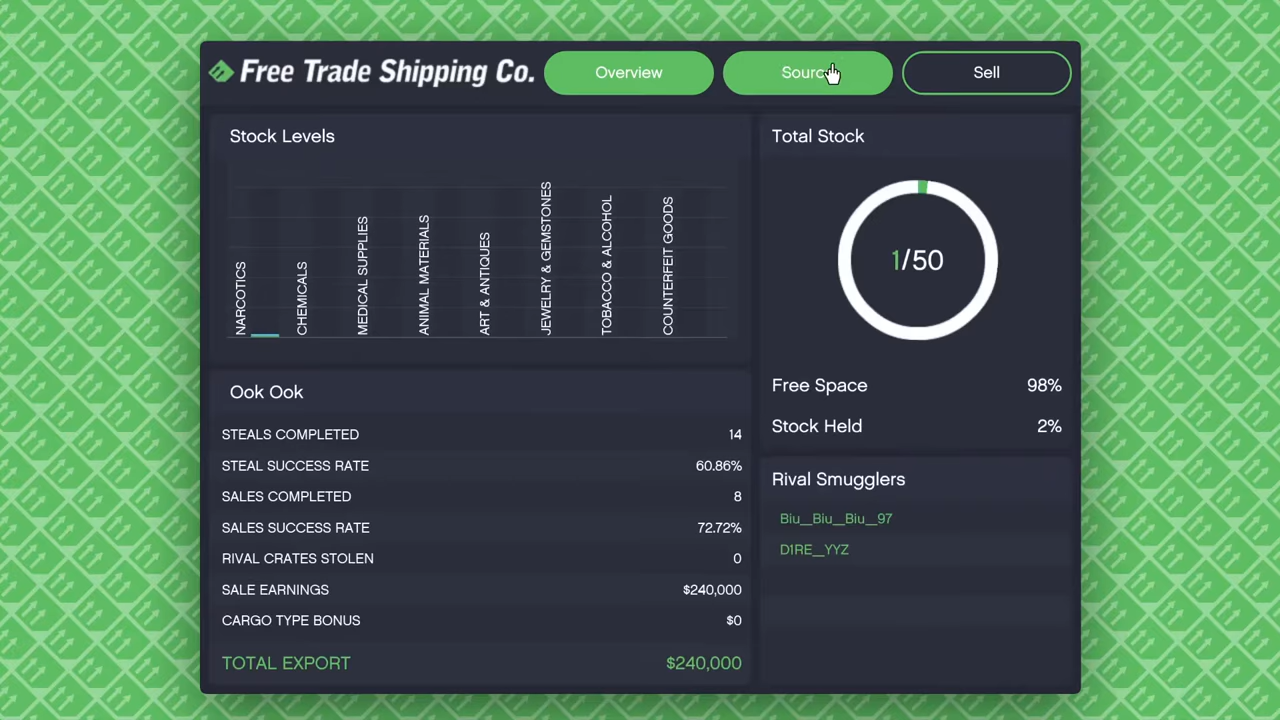 Free Trade Shipping Co.
Overview
Sell
Stock Levels
NARCOTICS
CHEMICALS
MEDICAL SUPPLIES
ANIMAL MATERIALS
ART & ANTIQUES
JEWELRY & GEMSTONES
TOBACCO & ALCOHOL
COUNTERFEIT GOODS
Total Stock
1/50
Free Space 98%
Stock Held 2%
Ook Ook
STEALS COMPLETED 14
STEAL SUCCESS RATE 60.86%
SALES COMPLETED 8
SALES SUCCESS RATE 72.72%
RIVAL CRATES STOLEN 0
SALE EARNINGS $240,000
CARGO TYPE BONUS $0
TOTAL EXPORT $240,000
Rival Smugglers
Biu__Biu__Biu__97
D1RE__YYZ